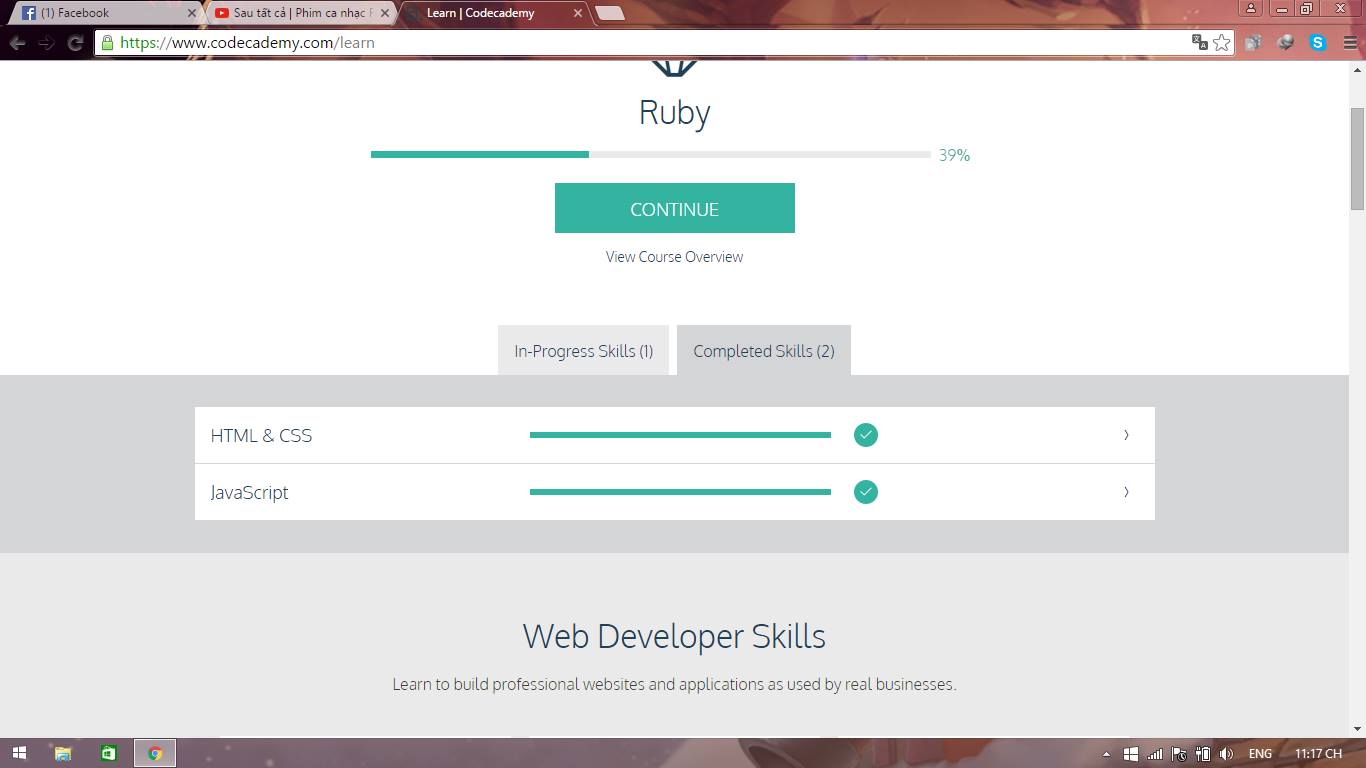 (1) Facebook
Sau tất cả | Phim ca nhạc
Learn | Codecademy
https://www.codecademy.com/learn
Ruby
39%
CONTINUE
View Course Overview
In-Progress Skills (1)
Completed Skills (2)
HTML & CSS
JavaScript
Web Developer Skills
Learn to build professional websites and applications as used by real businesses.
ENG
11:17 CH